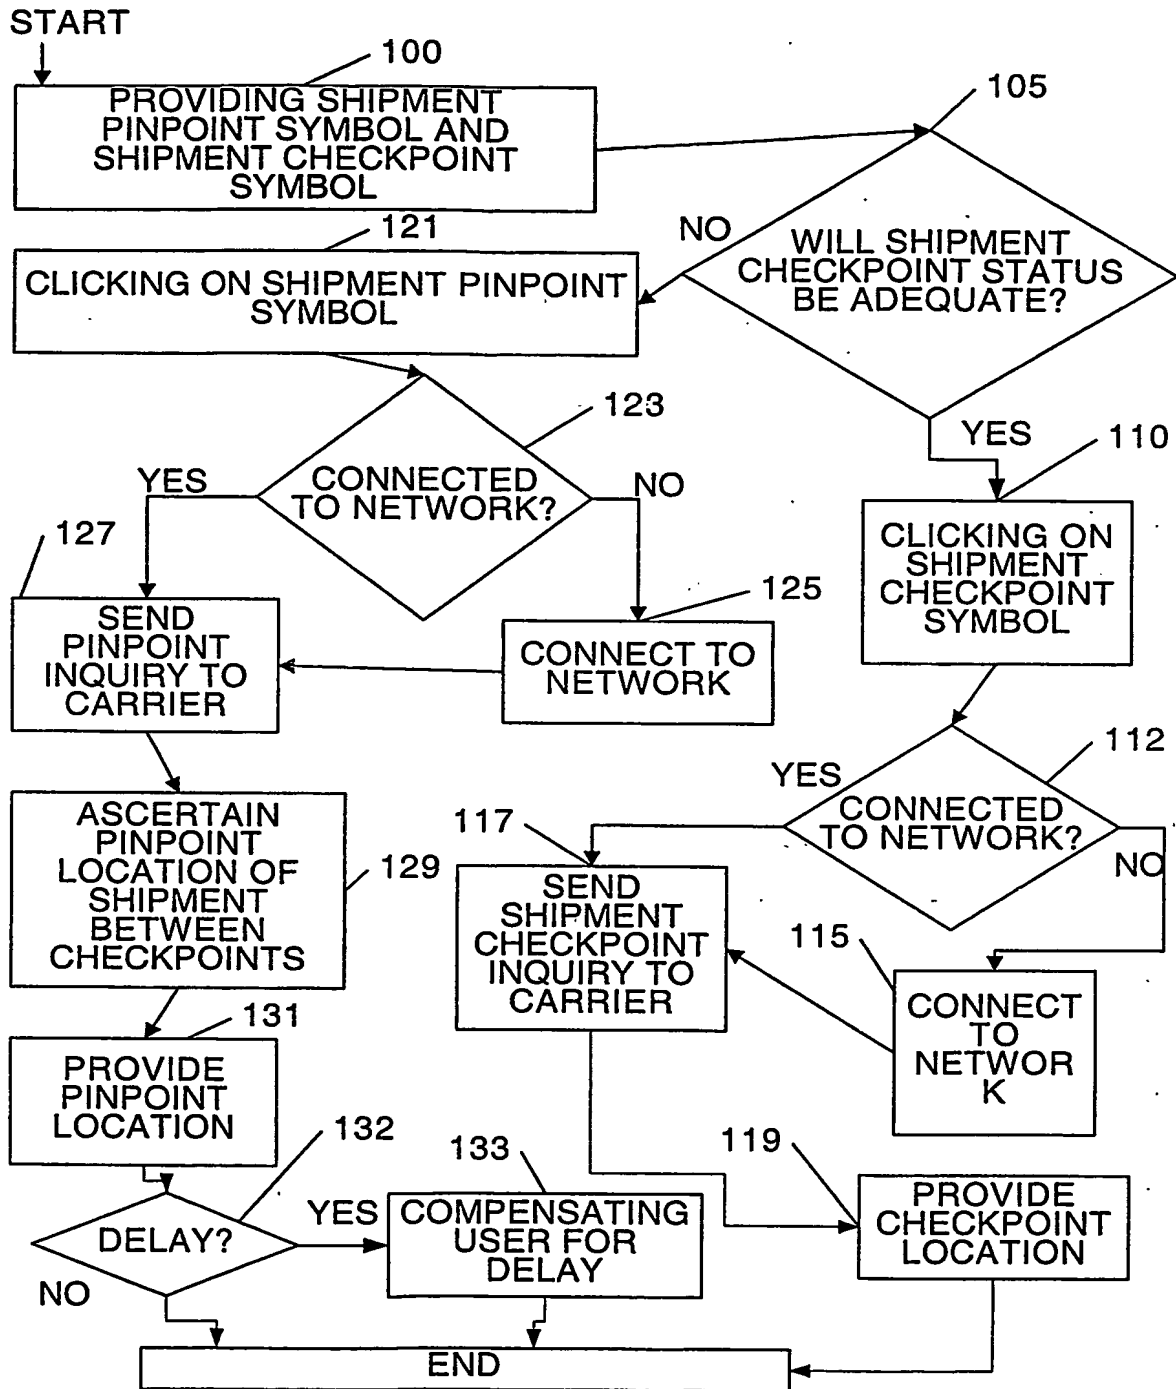 START
100
PROVIDING SHIPMENT
PINPOINT SYMBOL AND
SHIPMENT CHECKPOINT
SYMBOL
105
WILL SHIPMENT
CHECKPOINT STATUS
BE ADEQUATE?
NO
121
CLICKING ON SHIPMENT PINPOINT
SYMBOL
123
CONNECTED
TO NETWORK?
YES
NO
YES
110
CLICKING ON
SHIPMENT
CHECKPOINT
SYMBOL
127
SEND
PINPOINT
INQUIRY TO
CARRIER
125
CONNECT TO
NETWORK
112
YES
CONNECTED
TO NETWORK?
NO
117
SEND
SHIPMENT
CHECKPOINT
INQUIRY TO
CARRIER
115
CONNECT
TO
NETWOR
K
ASCERTAIN
PINPOINT
LOCATION OF
SHIPMENT
BETWEEN
CHECKPOINTS
129
131
PROVIDE
PINPOINT
LOCATION
132
DELAY?
YES
NO
133
COMPENSATING
USER FOR
DELAY
119
PROVIDE
CHECKPOINT
LOCATION
END